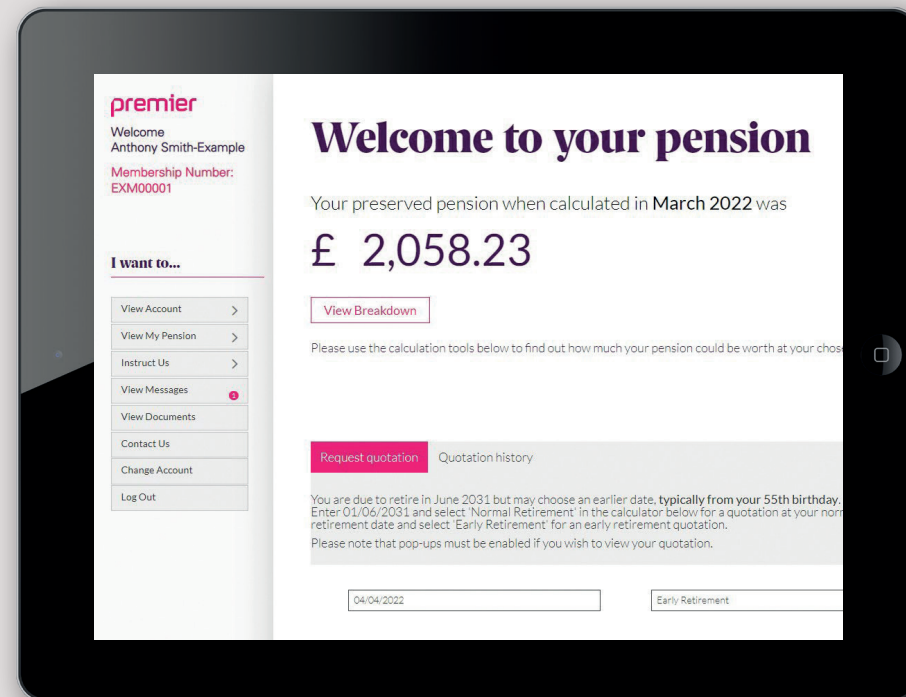 premier
Welcome
Anthony Smith-Example
Membership Number:
EXM00001
I want to...
View Account
View My Pension
Instruct Us
View Messages
1
View Documents
Contact Us
Change Account
Log Out
Welcome to your pension
Your preserved pension when calculated in March 2022 was
£ 2,058.23
View Breakdown
Please use the calculation tools below to find out how much your pension could be worth at your
Request quotation
Quotation history
You are due to retire in June 2031 but may choose an earlier date, typically from your 55th birthday.
Enter 01/06/2031 and select 'Normal Retirement' in the calculator below for a quotation at your
retirement date and select 'Early Retirement' for an early retirement quotation.
Please note that pop-ups must be enabled if you wish to view your quotation.
04/04/2022
Early Retirement